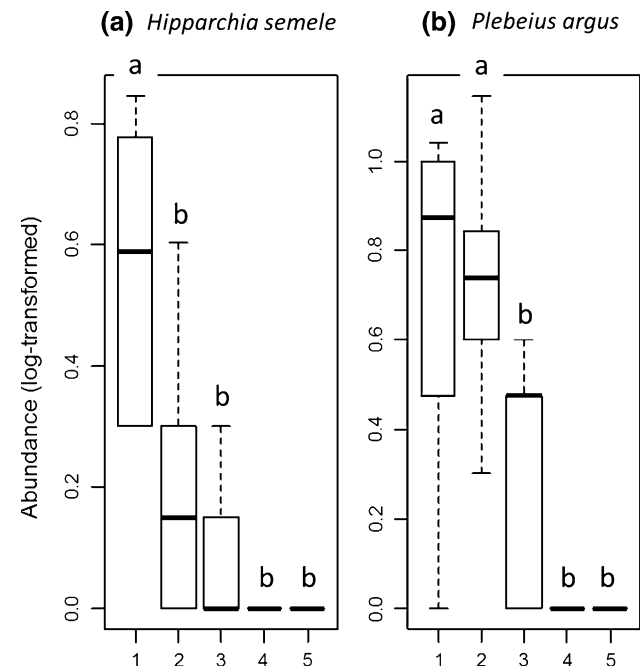 (a) Hipparchia semele
(b) Plebeius argus
Abundance (log-transformed)
0.8
0.6
0.4
0.2
0.0
a
b
b
b
b
1 2 3 4 5
1.0
0.8
0.6
0.4
0.2
0.0
a
a
b
b
b
1 2 3 4 5